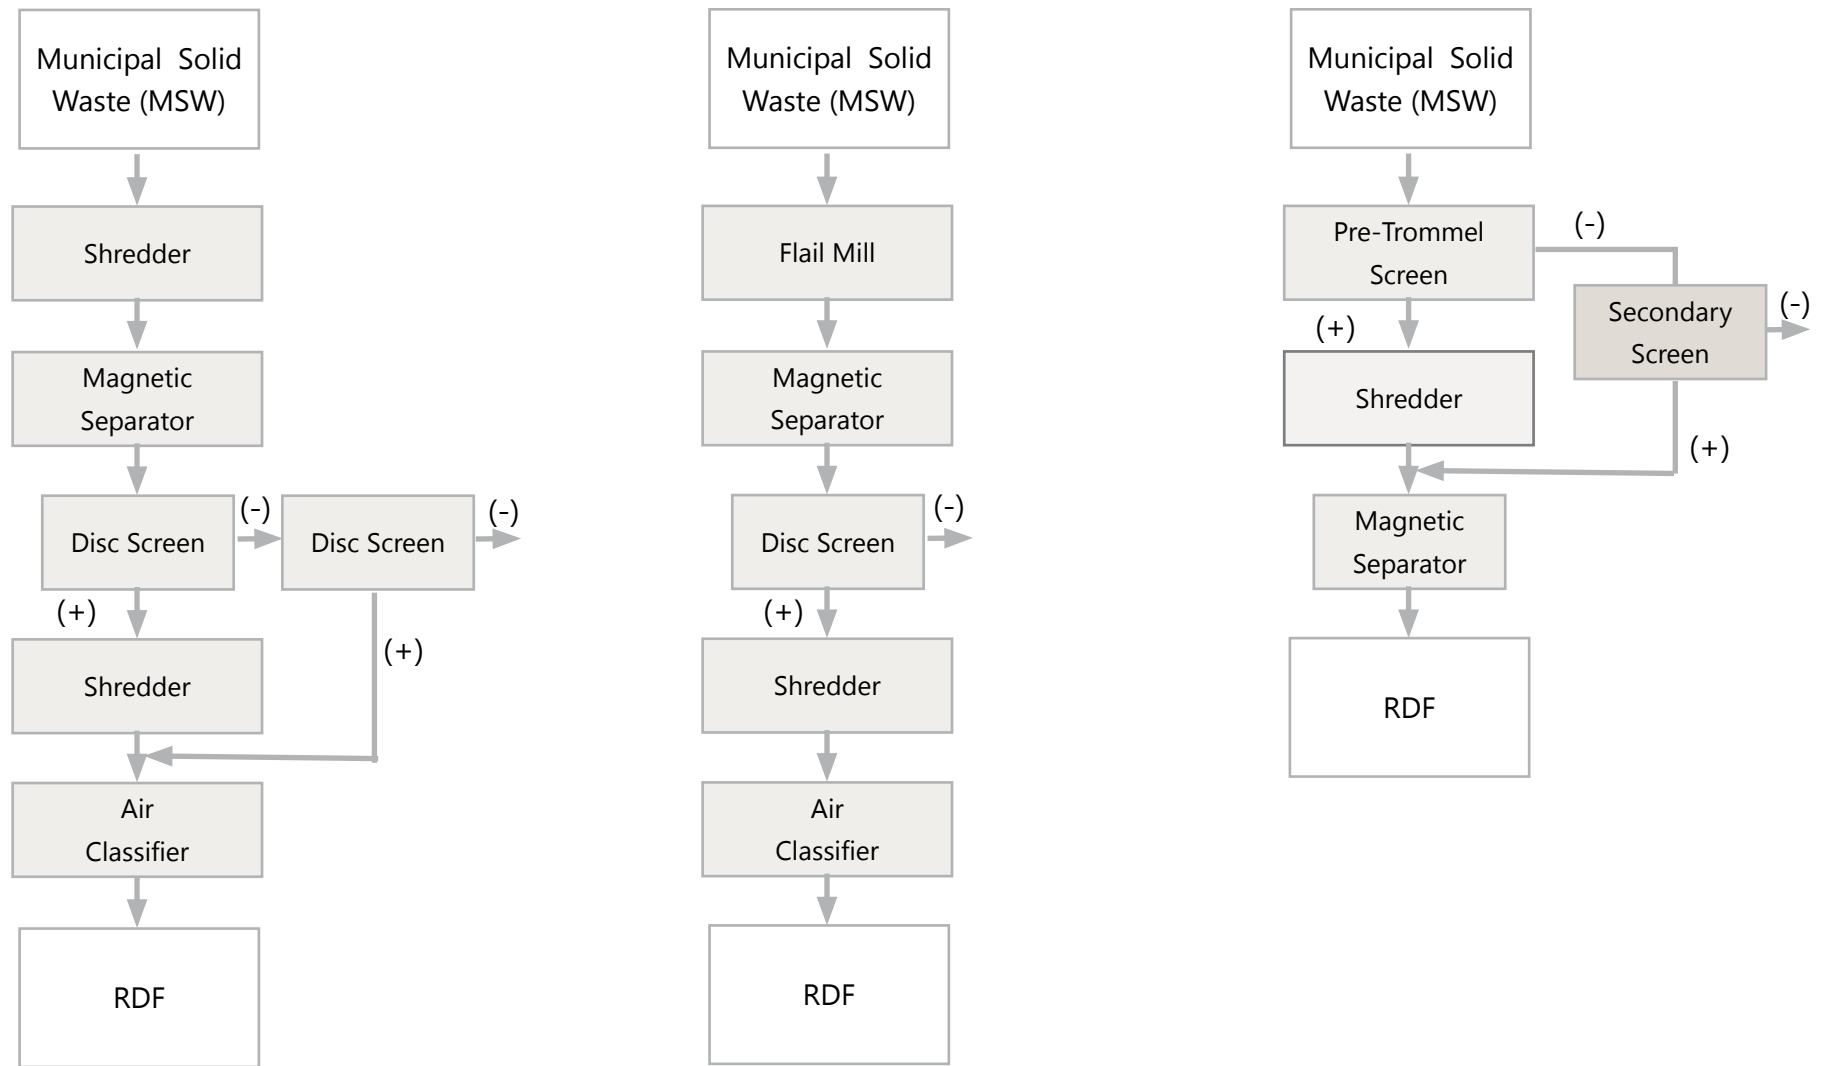 Municipal Solid
Waste (MSW)
Shredder
Magnetic
Separator
Disc Screen
(-)
Disc Screen
(-)
(+)
(+)
Shredder
Air
Classifier
RDF
Municipal Solid
Waste (MSW)
Flail Mill
Magnetic
Separator
Disc Screen
(-)
(+)
Shredder
Air
Classifier
RDF
Municipal Solid
Waste (MSW)
Pre-Trommel
Screen
(-)
Secondary
Screen
(-)
(+)
Shredder
(+)
Magnetic
Separator
RDF